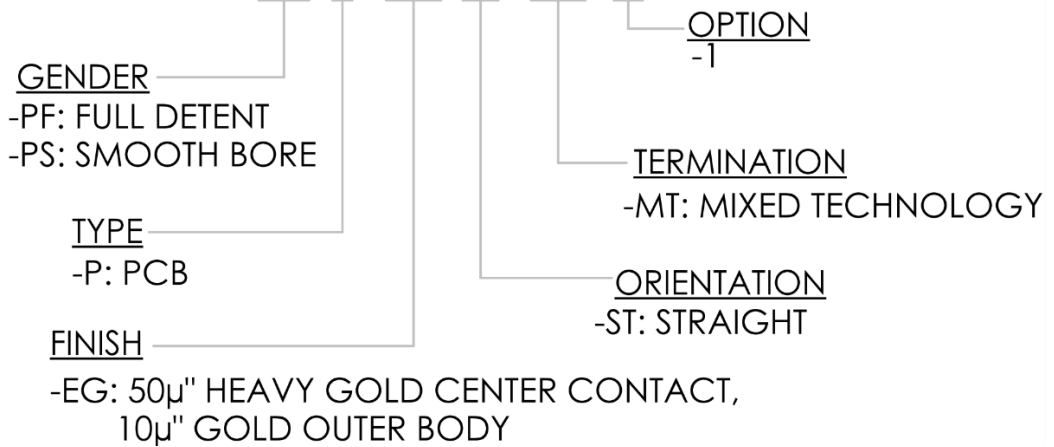 OPTION
-1
GENDER
-PF: FULL DETENT
-PS: SMOOTH BORE
TERMINATION
-MT: MIXED TECHNOLOGY
TYPE
-P: PCB
ORIENTATION
-ST: STRAIGHT
FINISH
-EG: 50µ" HEAVY GOLD CENTER CONTACT,
10µ" GOLD OUTER BODY